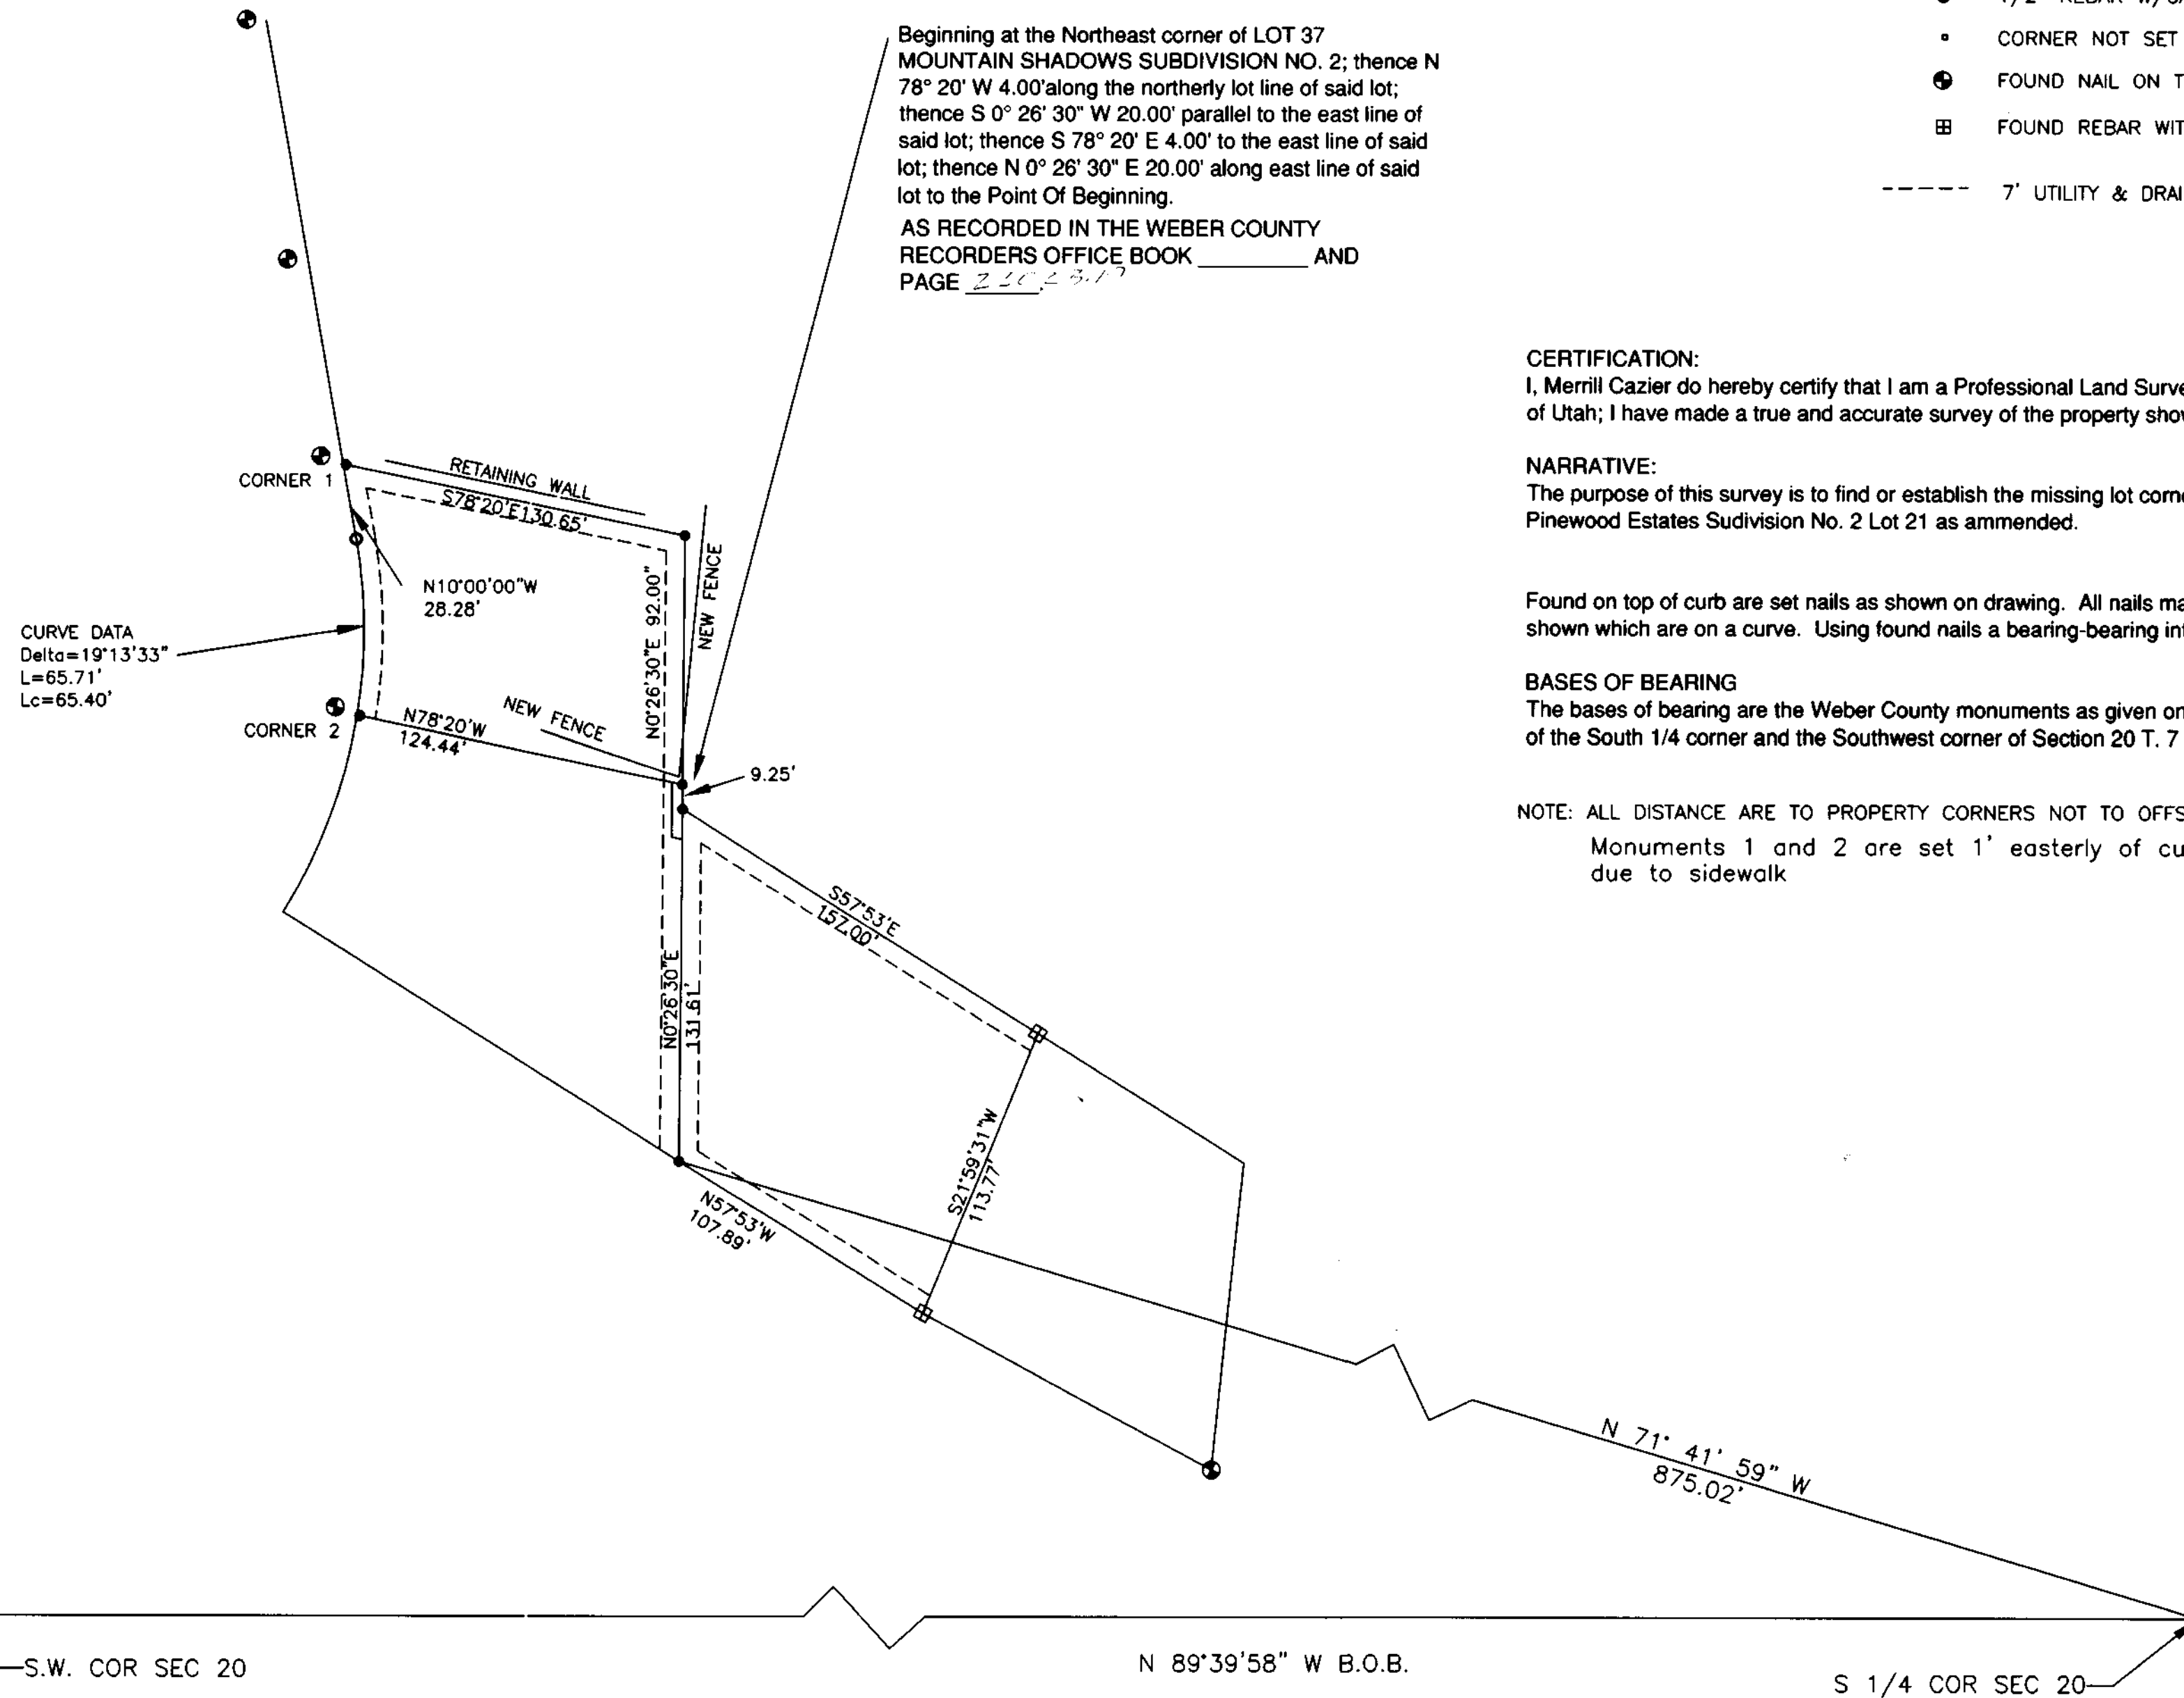 Beginning at the Northeast corner of LOT 37
MOUNTAIN SHADOWS SUBDIVISION NO. 2; thence N
78° 20' W 4.00'along the northerly lot line of said lot;
thence S 0° 26' 30" W 20.00' parallel to the east line of
said lot; thence S 78° 20' E 4.00' to the east line of said
lot; thence N 0° 26' 30" E 20.00' along east line of said
lot to the Point Of Beginning.
AS RECORDED IN THE WEBER COUNTY
RECORDERS OFFICE BOOK ________ AND
PAGE
CORNER NOT SET
FOUND NAIL ON
FOUND REBAR
7' UTILITY &
CERTIFICATION:
I, Merrill Cazier do hereby certify that I am a Professional Land
of Utah; I have made a true and accurate survey of the property
NARRATIVE:
The purpose of this survey is to find or establish the missing lot
Pinewood Estates Sudivision No. 2 Lot 21 as ammended.
Found on top of curb are set nails as shown on drawing. All nails
shown which are on a curve. Using found nails a bearing-bearing
BASES OF BEARING
The bases of bearing are the Weber County monuments as given on
of the South 1/4 corner and the Southwest corner of Section 20 T. 7
NOTE: ALL DISTANCE ARE TO PROPERTY CORNERS NOT TO
Monuments 1 and 2 are set 1' easterly of
due to sidewalk
CORNER 1
RETAINING WALL
S78°20'E130.65'
NEW FENCE
N10°00'00"W
28.28'
N0°26'30"E 92.00"
CURVE DATA
Delta=19°13'33"
L=65.71'
Lc=65.40'
CORNER 2
N78°20'W
124.44'
NEW FENCE
9.25'
S57°53'E
157.00'
N0°26'30"E
131.61'
S21°59'31"W
113.77'
N57°53'W
107.89'
N 71° 41' 59" W
875.02'
S.W. COR SEC 20
N 89°39'58" W B.O.B.
S 1/4 COR SEC 20